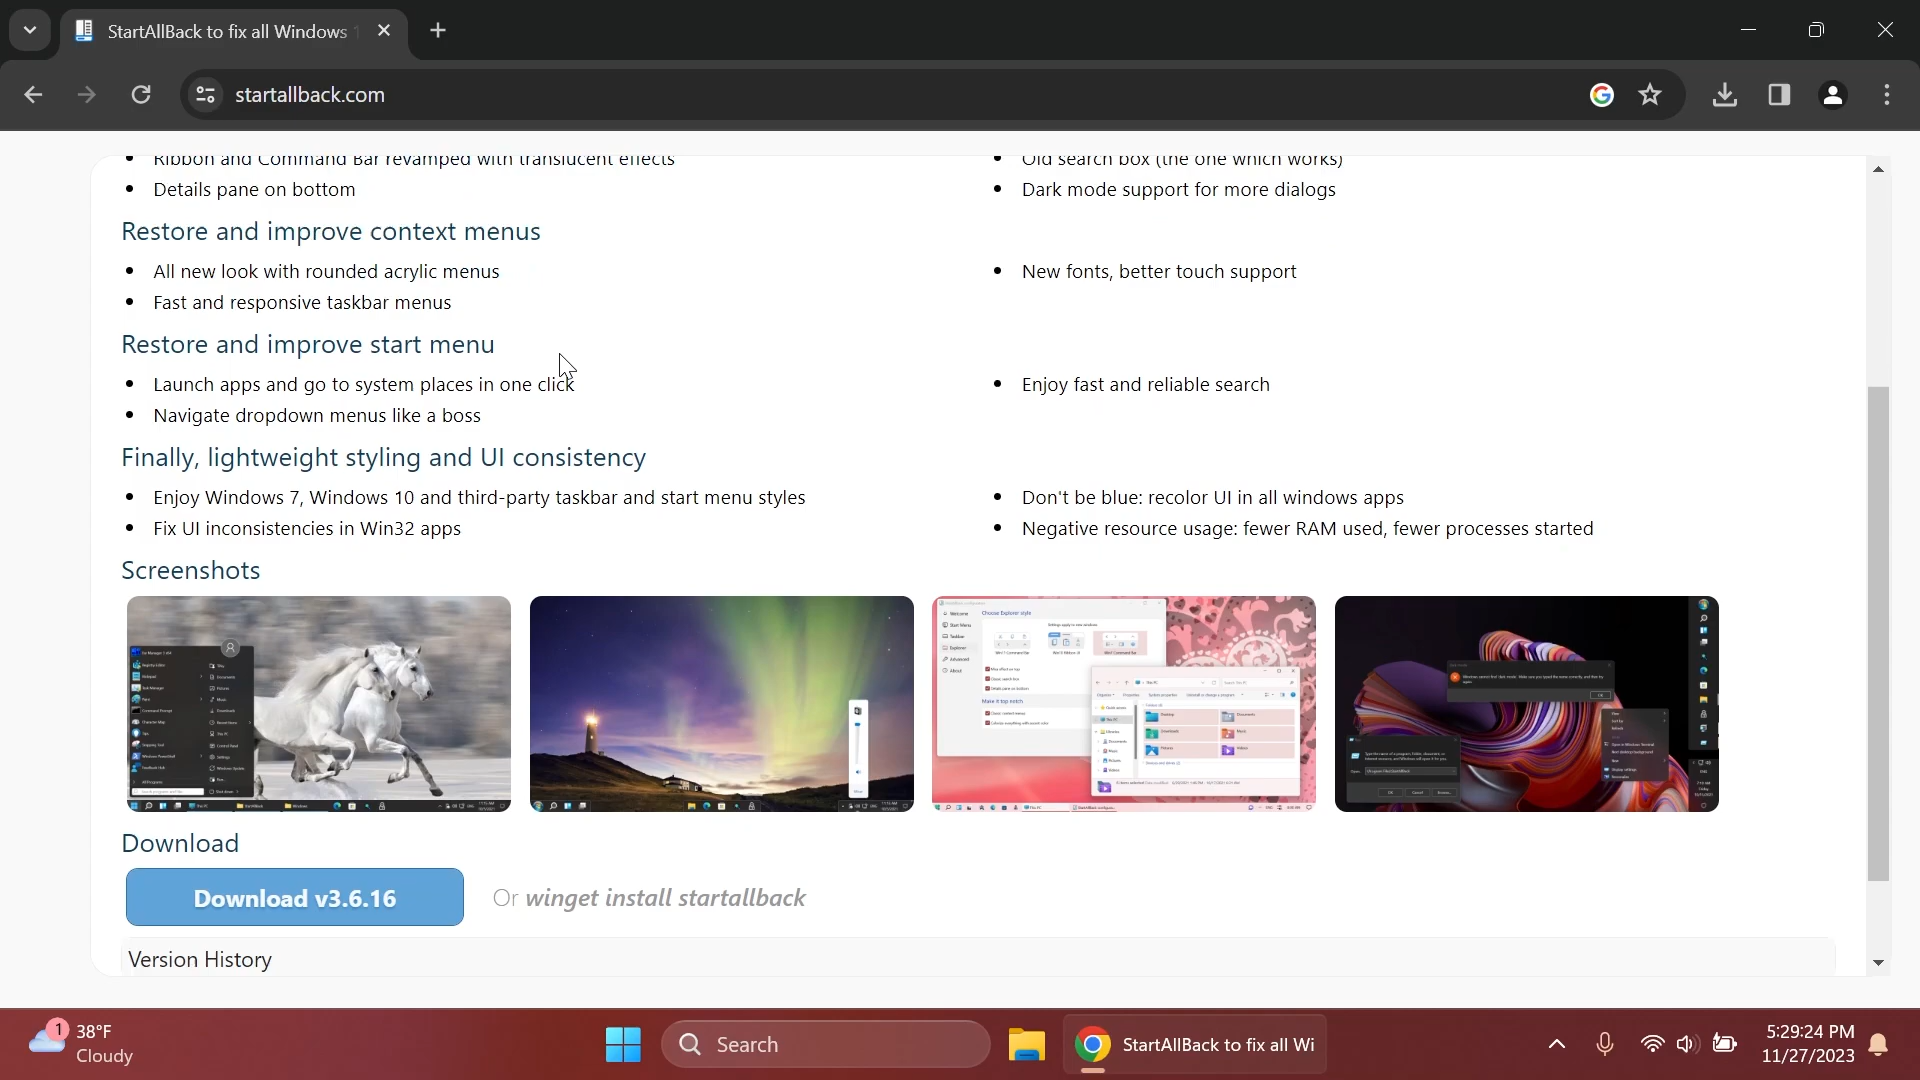 StartAllBack to fix all Windows
startallback.com
Ribbon and Command Bar revamped with translucent effects
Old search box (the one which works)
Details pane on bottom
Dark mode support for more dialogs
Restore and improve context menus
All new look with rounded acrylic menus
New fonts, better touch support
Fast and responsive taskbar menus
Restore and improve start menu
Launch apps and go to system places in one click
Enjoy fast and reliable search
Navigate dropdown menus like a boss
Finally, lightweight styling and UI consistency
Enjoy Windows 7, Windows 10 and third-party taskbar and start menu styles
Don't be blue: recolor UI in all windows apps
Fix UI inconsistencies in Win32 apps
Negative resource usage: fewer RAM used, fewer processes started
Screenshots
Choose Explorer style
Download
Download v3.6.16
Or winget install startallback
Version History
1
38°F
Cloudy
Search
StartAllBack to fix all Wi
5:29:24 PM
11/27/2023